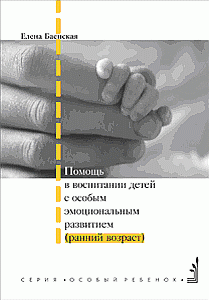 Елена Баенская
Помощь
в воспитании детей
с особым
эмоциональным
развитием
(ранний возраст)
СЕРИЯ • ОСОБЫЙ РЕБЕНОК •